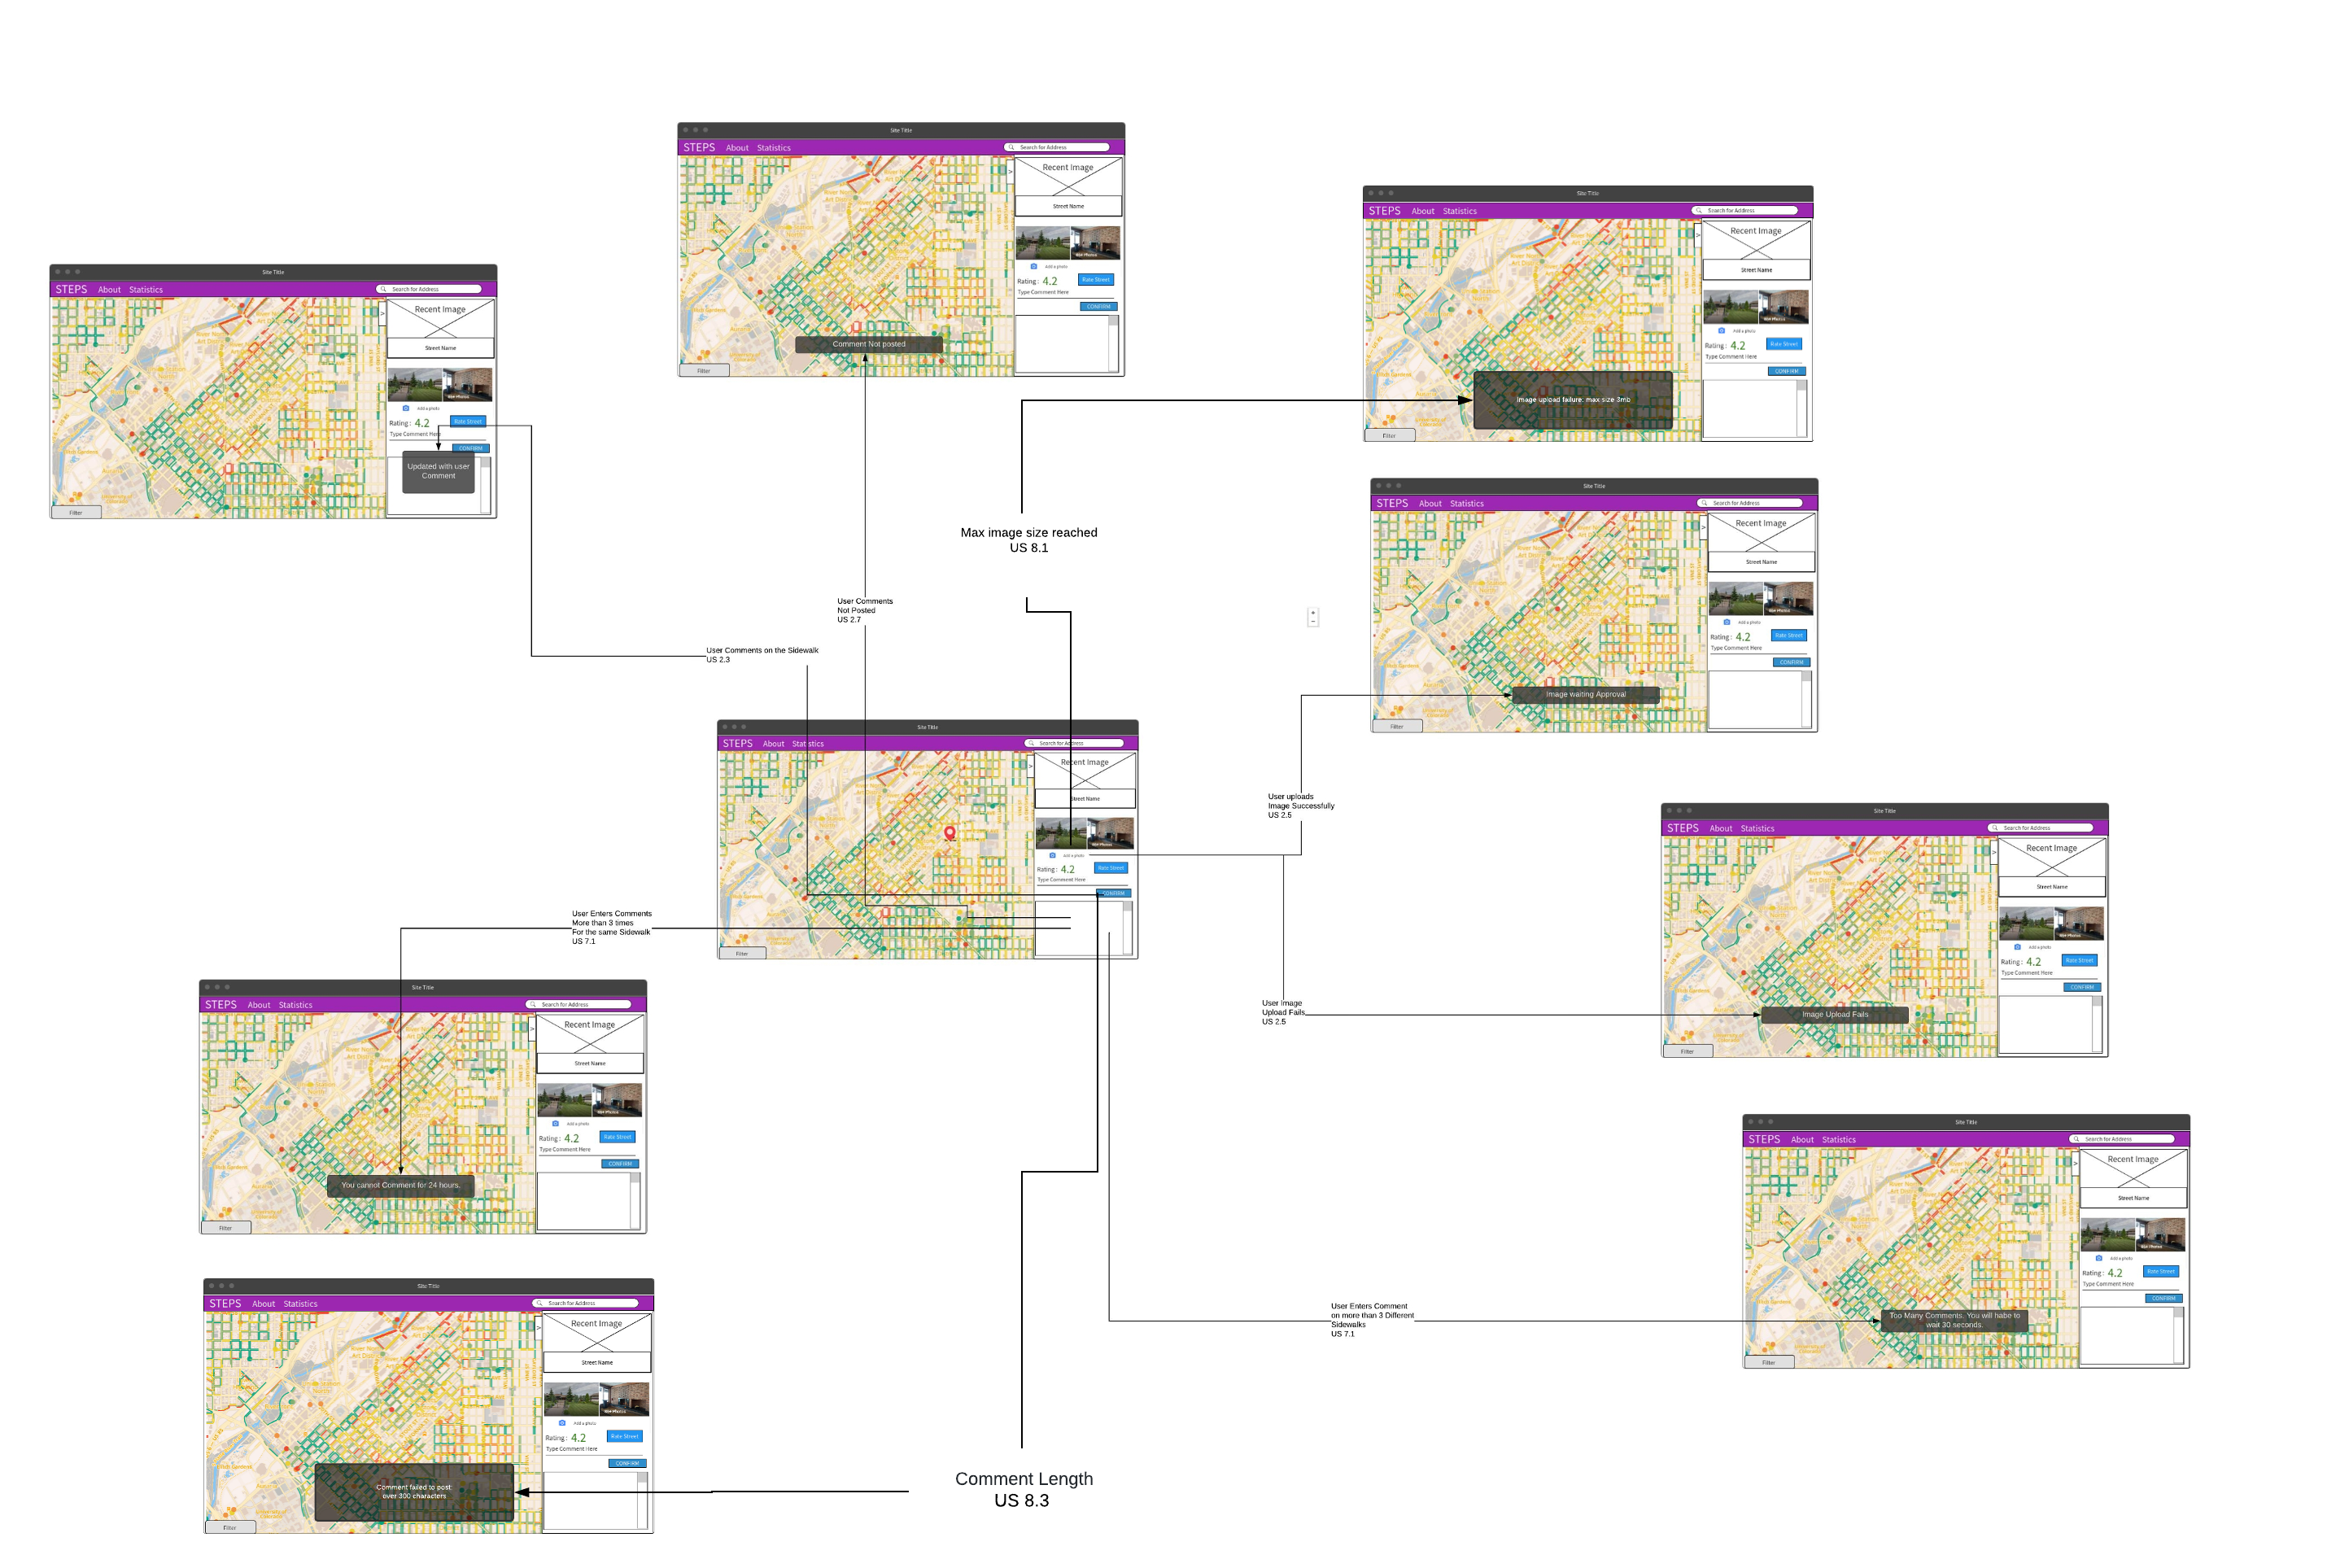 Site Title
STEPS About Statistics
Search for Address
Recent Image
>
Street Name
Add a photo
Rating : 4.2
Rate Street
Type Comment Here
CONFIRM
Comment Not posted
Filter
Site Title
STEPS About Statistics
Search for Address
Recent Image
>
Street Name
Add a photo
Rating : 4.2
Rate Street
Type Comment Here
CONFIRM
Image upload failure: max size 3mb
Filter
Site Title
STEPS About Statistics
Search for Address
Recent Image
>
Street Name
Add a photo
Rating : 4.2
Rate Street
Type Comment Here
CONFIRM
Updated with user
Comment
Filter
Site Title
STEPS About Statistics
Search for Address
Recent Image
>
Street Name
Add a photo
Rating : 4.2
Rate Street
Type Comment Here
CONFIRM
Image waiting Approval
Filter
Max image size reached
US 8.1
User Comments
Not Posted
US 2.7
+
−
User Comments on the Sidewalk
US 2.3
Site Title
STEPS About Statistics
Search for Address
Recent Image
>
Street Name
Add a photo
Rating : 4.2
Rate Street
Type Comment Here
CONFIRM
Filter
User uploads
Image Successfully
US 2.5
Site Title
STEPS About Statistics
Search for Address
Recent Image
>
Street Name
Add a photo
Rating : 4.2
Rate Street
Type Comment Here
CONFIRM
Image Upload Fails
Filter
User Enters Comments
More than 3 times
For the same Sidewalk
US 7.1
User Image
Upload Fails
US 2.5
Site Title
STEPS About Statistics
Search for Address
Recent Image
>
Street Name
Add a photo
Rating : 4.2
Rate Street
Type Comment Here
CONFIRM
You cannot Comment for 24 hours.
Filter
Site Title
STEPS About Statistics
Search for Address
Recent Image
>
Street Name
Add a photo
Rating : 4.2
Rate Street
Type Comment Here
CONFIRM
Too Many Comments. You will habe to
wait 30 seconds.
Filter
User Enters Comment
on more than 3 Different
Sidewalks
US 7.1
Site Title
STEPS About Statistics
Search for Address
Recent Image
>
Street Name
Add a photo
Rating : 4.2
Rate Street
Type Comment Here
CONFIRM
Comment failed to post:
over 300 characters
Filter
Comment Length
US 8.3